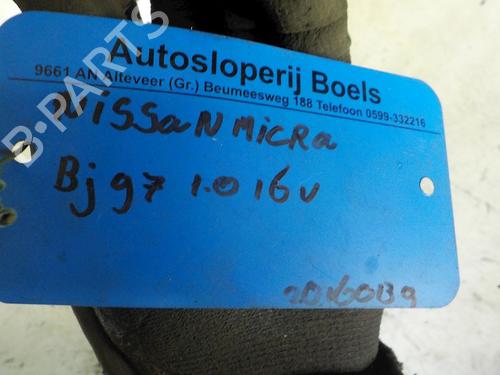 Autosloperij Boels
9661 AN Alteveer (Gr.) Beumeesweg 188 Telefoon 0599-332216
NISSAN MICRA
Bj 97 1.0 16v
B-PARTS